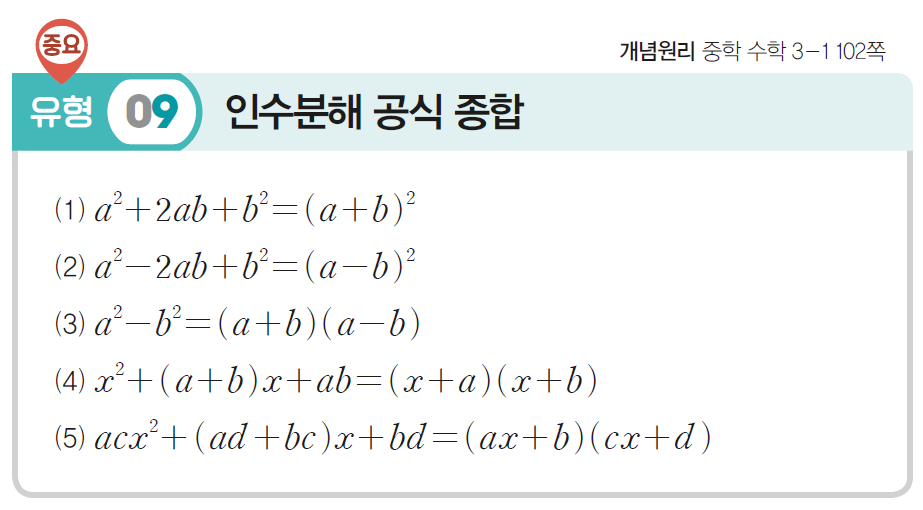 중요
개념원리 중학 수학 3-1 102쪽
유형 09 인수분해 공식 종합
(1) a²+2ab+b²=(a+b)²
(2) a²-2ab+b²=(a-b)²
(3) a²-b²=(a+b)(a-b)
(4) x²+(a+b)x+ab=(x+a)(x+b)
(5) acx²+(ad+bc)x+bd=(ax+b)(cx+d)